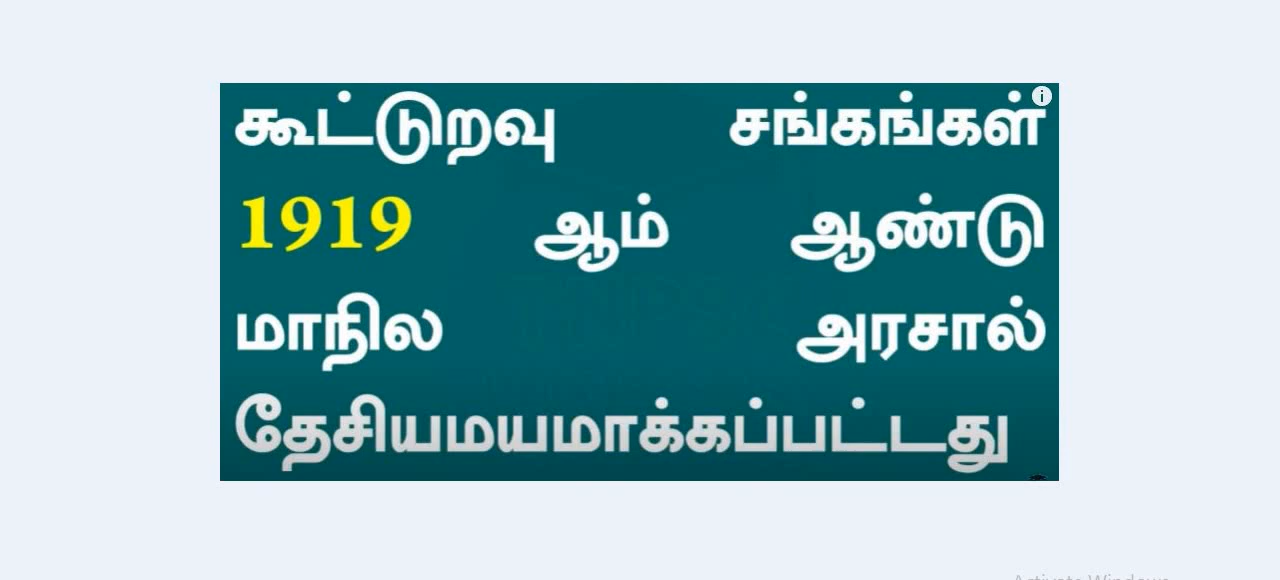 கூட்டுறவு சங்கங்கள்
1919 ஆம் ஆண்டு
மாநில அரசால்
தேசியமயமாக்கப்பட்டது